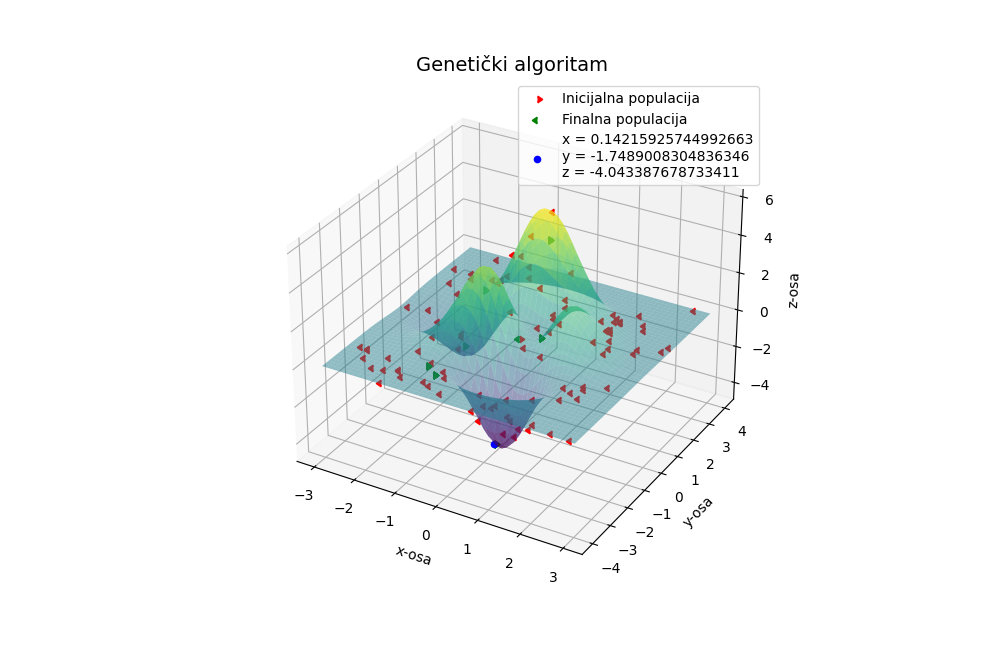 Genetički algoritam
Inicijalna populacija
Finalna populacija
x = 0.14215925744992663
y = -1.7489008304836346
z = -4.043387678733411
6
4
2
0
−2
−4
z-osa
4
3
2
1
0
−1
−2
−3
−4
y-osa
−3
−2
−1
0
1
2
3
x-osa